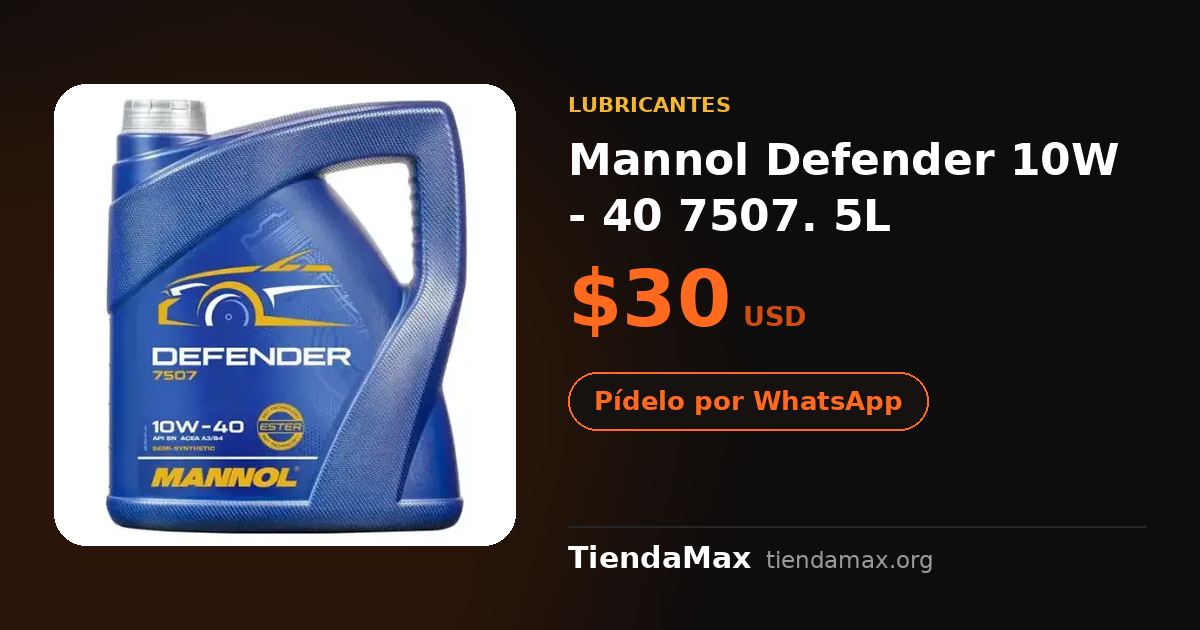 LUBRICANTES
Mannol Defender 10W
- 40 7507. 5L
$30 USD
Pídelo por WhatsApp
TiendaMax tiendamax.org
DEFENDER
7507
10W-40
API SN ACEA A3/B4
SEMI-SYNTHETIC
ESTER
MANNOL